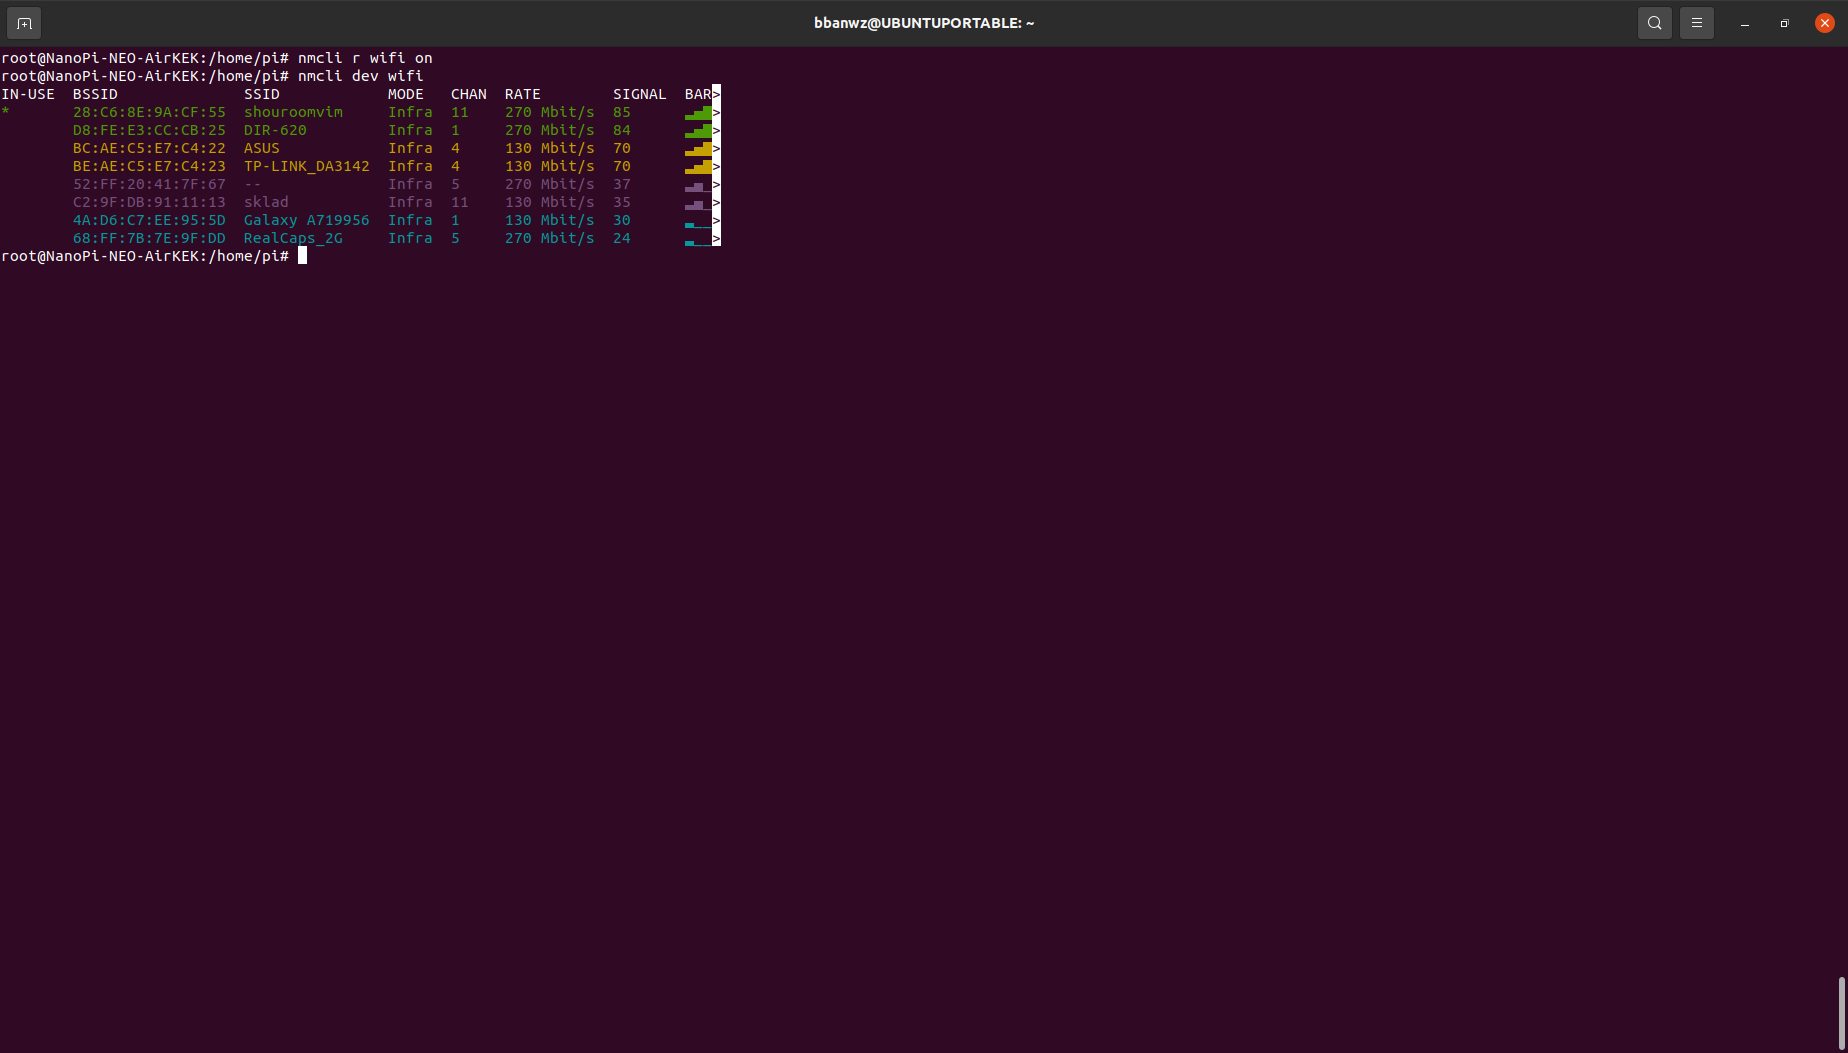 bbanwz@UBUNTUPORTABLE: ~
root@NanoPi-NEO-AirKEK:/home/pi# nmcli r wifi on
root@NanoPi-NEO-AirKEK:/home/pi# nmcli dev wifi
IN-USE  BSSID              SSID            MODE   CHAN  RATE        SIGNAL  BAR>
*       28:C6:8E:9A:CF:55  shouroomvim     Infra  11    270 Mbit/s  85      ▂▄▆>
        D8:FE:E3:CC:CB:25  DIR-620         Infra  1     270 Mbit/s  84      ▂▄▆>
        BC:AE:C5:E7:C4:22  ASUS            Infra  4     130 Mbit/s  70      ▂▄▆>
        BE:AE:C5:E7:C4:23  TP-LINK_DA3142  Infra  4     130 Mbit/s  70      ▂▄▆>
        52:FF:20:41:7F:67  --              Infra  5     270 Mbit/s  37      ▂▄_>
        C2:9F:DB:91:11:13  sklad           Infra  11    130 Mbit/s  35      ▂▄_>
        4A:D6:C7:EE:95:5D  Galaxy A719956  Infra  1     130 Mbit/s  30      ▂__>
        68:FF:7B:7E:9F:DD  RealCaps_2G     Infra  5     270 Mbit/s  24      ▂__>
root@NanoPi-NEO-AirKEK:/home/pi#